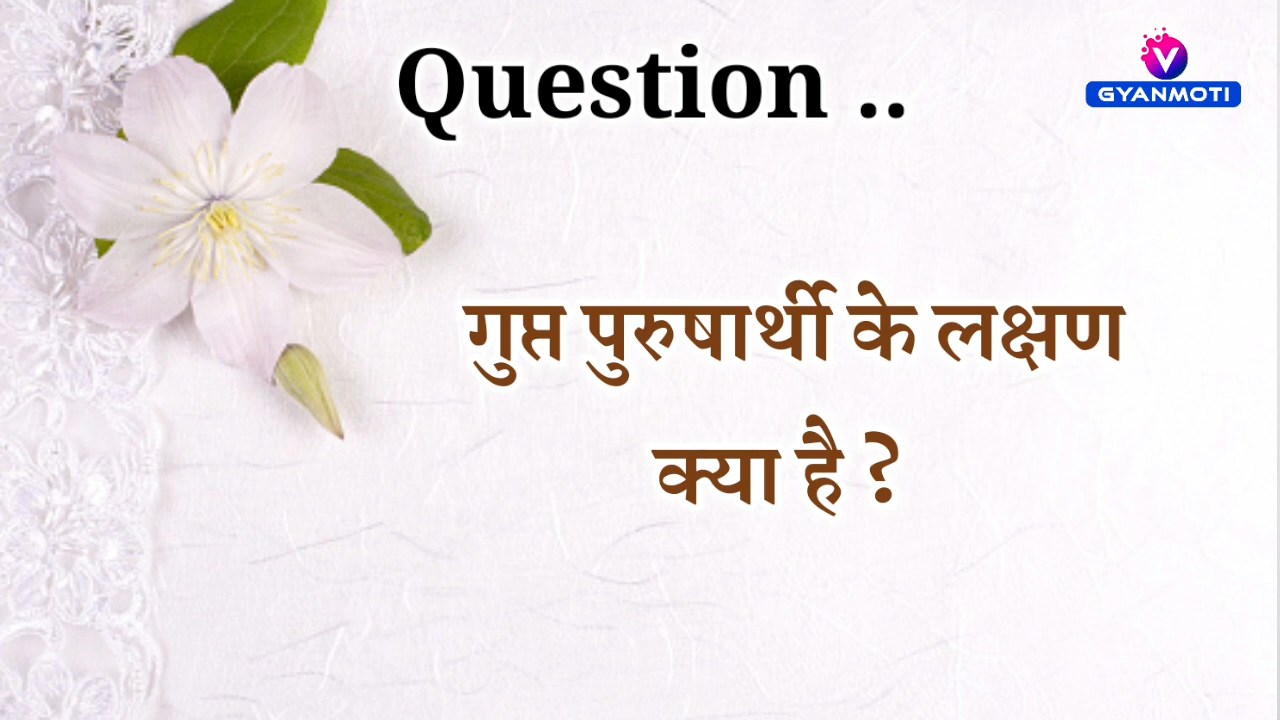 Question ..
V
GYANMOTI
गुप्त पुरुषार्थी के लक्षण
क्या है ?